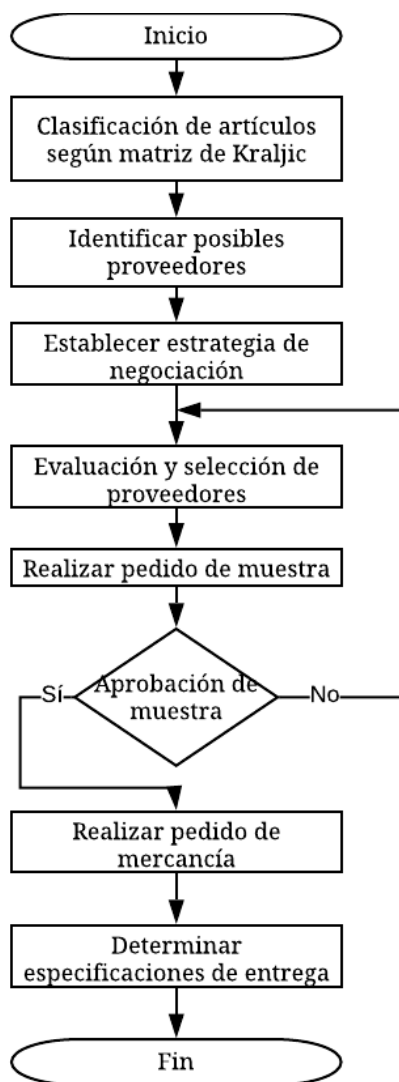 Inicio
Clasificación de artículos
según matriz de Kraljic
Identificar posibles
proveedores
Establecer estrategia de
negociación
Evaluación y selección de
proveedores
Realizar pedido de muestra
Sí
Aprobación de
muestra
No
Realizar pedido de
mercancía
Determinar
especificaciones de entrega
Fin